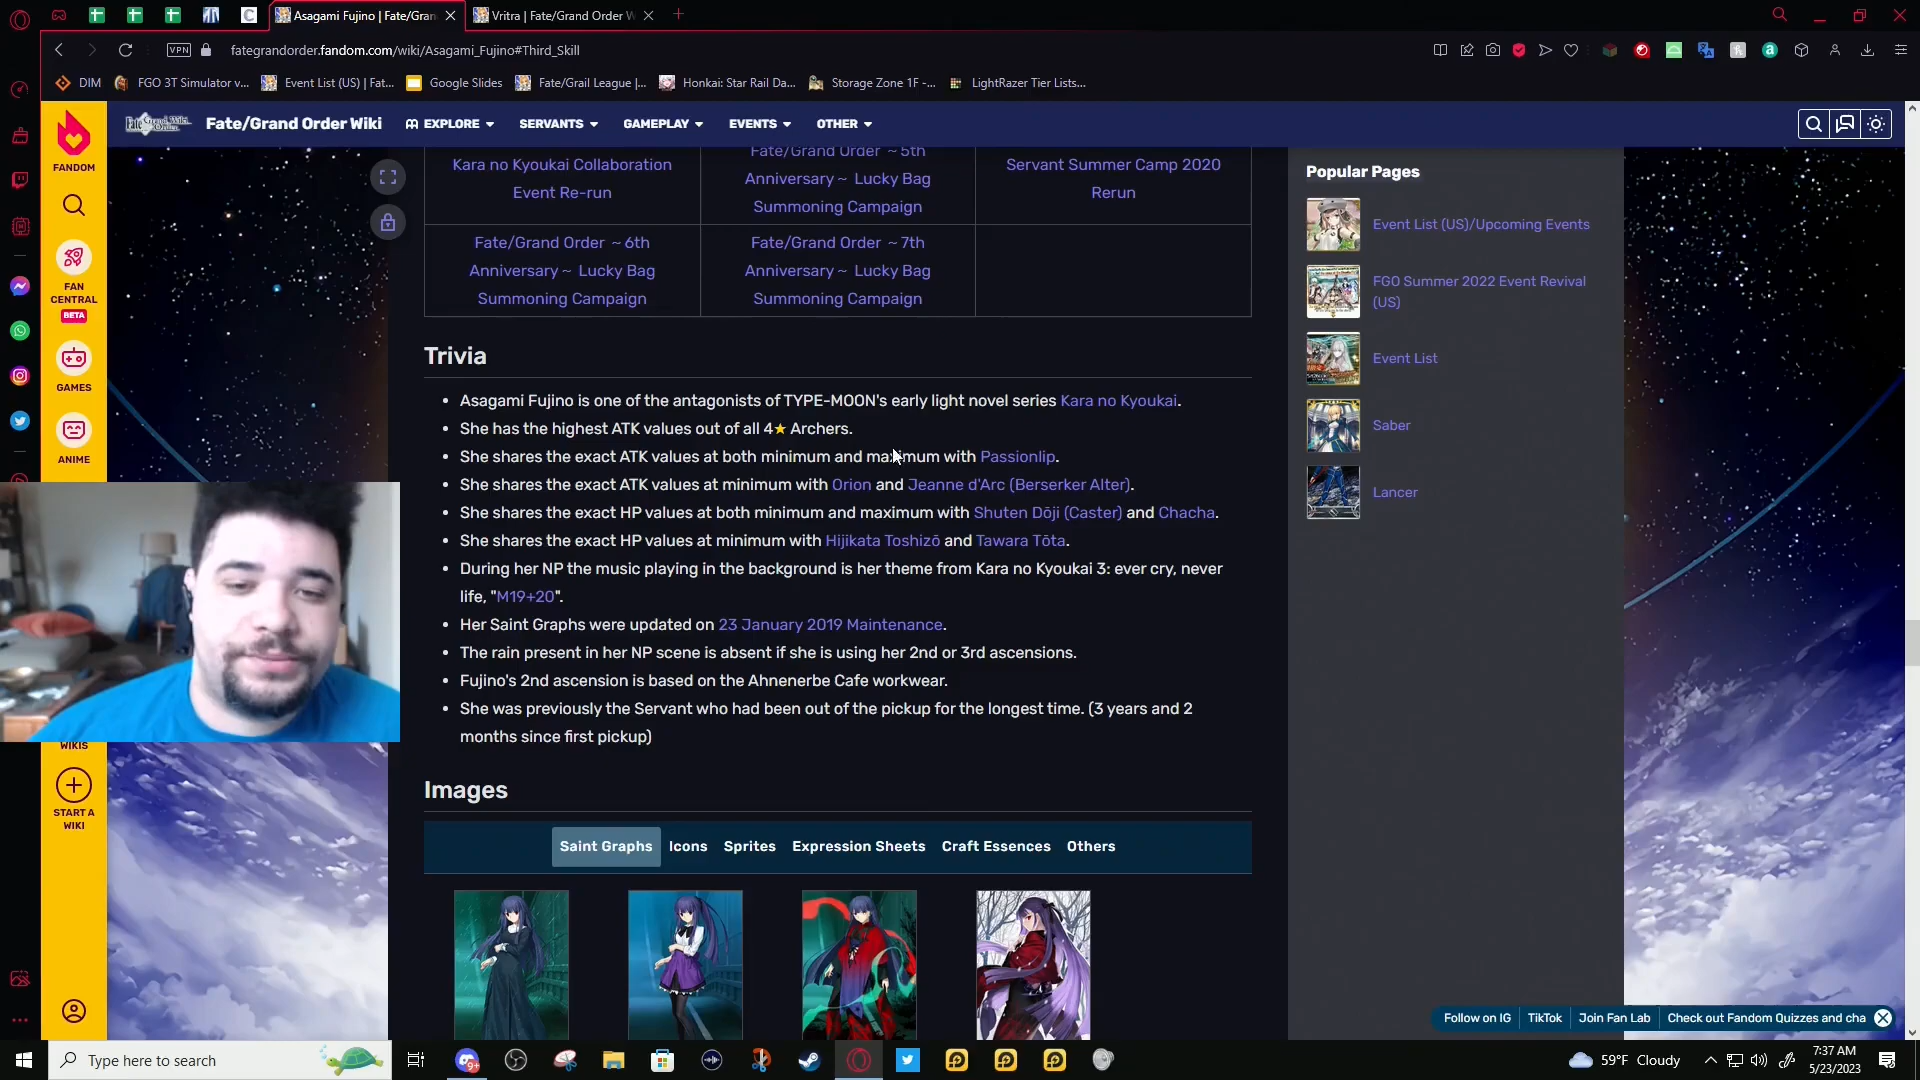 Asagami Fujino | Fate/Gran
Vritra | Fate/Grand Order W
VPN
fategrandorder.fandom.com/wiki/Asagami_Fujino#Third_Skill
DIM
FGO 3T Simulator v...
Event List (US) | Fat...
Google Slides
Fate/Grail League |...
Honkai: Star Rail Da...
Storage Zone 1F -...
LightRazer Tier Lists...
FANDOM
Fate/Grand Order Wiki
EXPLORE
SERVANTS
GAMEPLAY
EVENTS
OTHER
FAN
CENTRAL
BETA
GAMES
ANIME
WIKIS
START A
WIKI
Kara no Kyoukai Collaboration
Event Re-run
Fate/Grand Order ~5th
Anniversary~ Lucky Bag
Summoning Campaign
Servant Summer Camp 2020
Rerun
Fate/Grand Order ~6th
Anniversary~ Lucky Bag
Summoning Campaign
Fate/Grand Order ~7th
Anniversary~ Lucky Bag
Summoning Campaign
Trivia
Asagami Fujino is one of the antagonists of TYPE-MOON's early light novel series Kara no Kyoukai.
She has the highest ATK values out of all 4★ Archers.
She shares the exact ATK values at both minimum and maximum with Passionlip.
She shares the exact ATK values at minimum with Orion and Jeanne d'Arc (Berserker Alter).
She shares the exact HP values at both minimum and maximum with Shuten Dōji (Caster) and Chacha.
She shares the exact HP values at minimum with Hijikata Toshizō and Tawara Tōta.
During her NP the music playing in the background is her theme from Kara no Kyoukai 3: ever cry, never
life, "M19+20".
Her Saint Graphs were updated on 23 January 2019 Maintenance.
The rain present in her NP scene is absent if she is using her 2nd or 3rd ascensions.
Fujino's 2nd ascension is based on the Ahnenerbe Cafe workwear.
She was previously the Servant who had been out of the pickup for the longest time. (3 years and 2
months since first pickup)
Images
Saint Graphs
Icons
Sprites
Expression Sheets
Craft Essences
Others
Popular Pages
Event List (US)/Upcoming Events
FGO Summer 2022 Event Revival
(US)
Event List
Saber
Lancer
Follow on IG
TikTok
Join Fan Lab
Check out Fandom Quizzes and cha
Type here to search
9+
59°F Cloudy
7:37 AM
5/23/2023